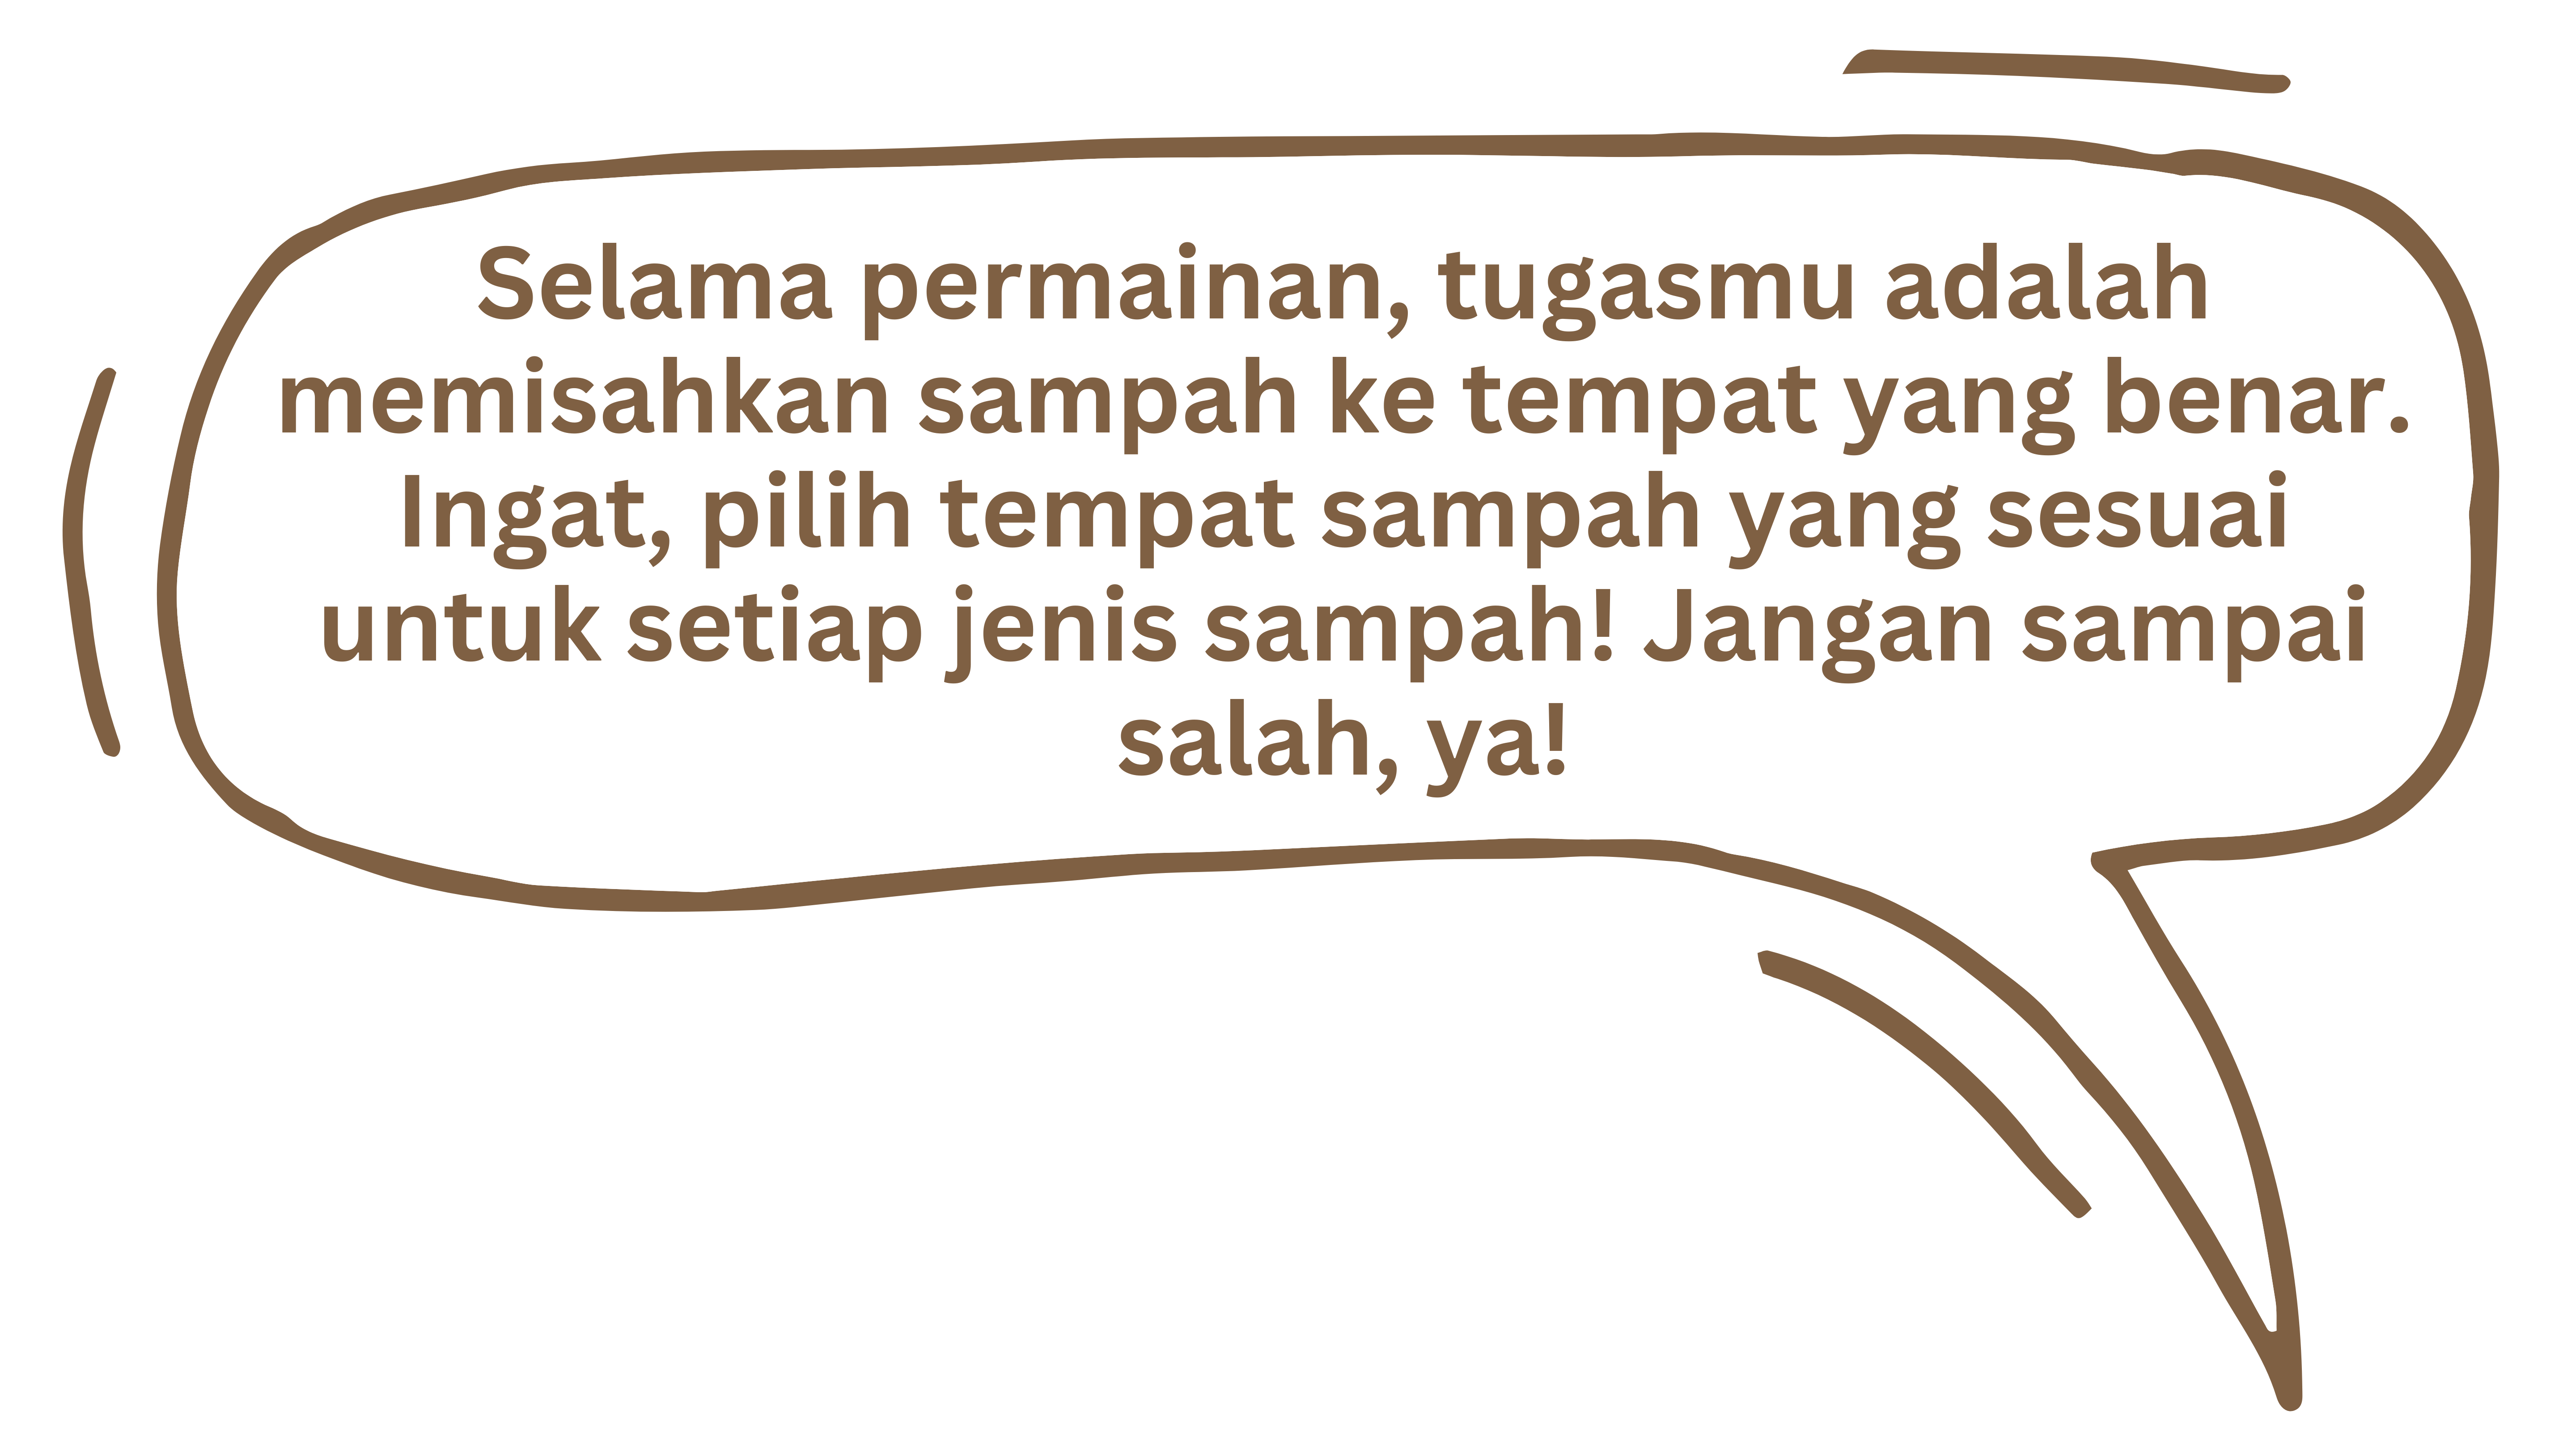 Selama permainan, tugasmu adalah
memisahkan sampah ke tempat yang benar.
Ingat, pilih tempat sampah yang sesuai
untuk setiap jenis sampah! Jangan sampai
salah, ya!